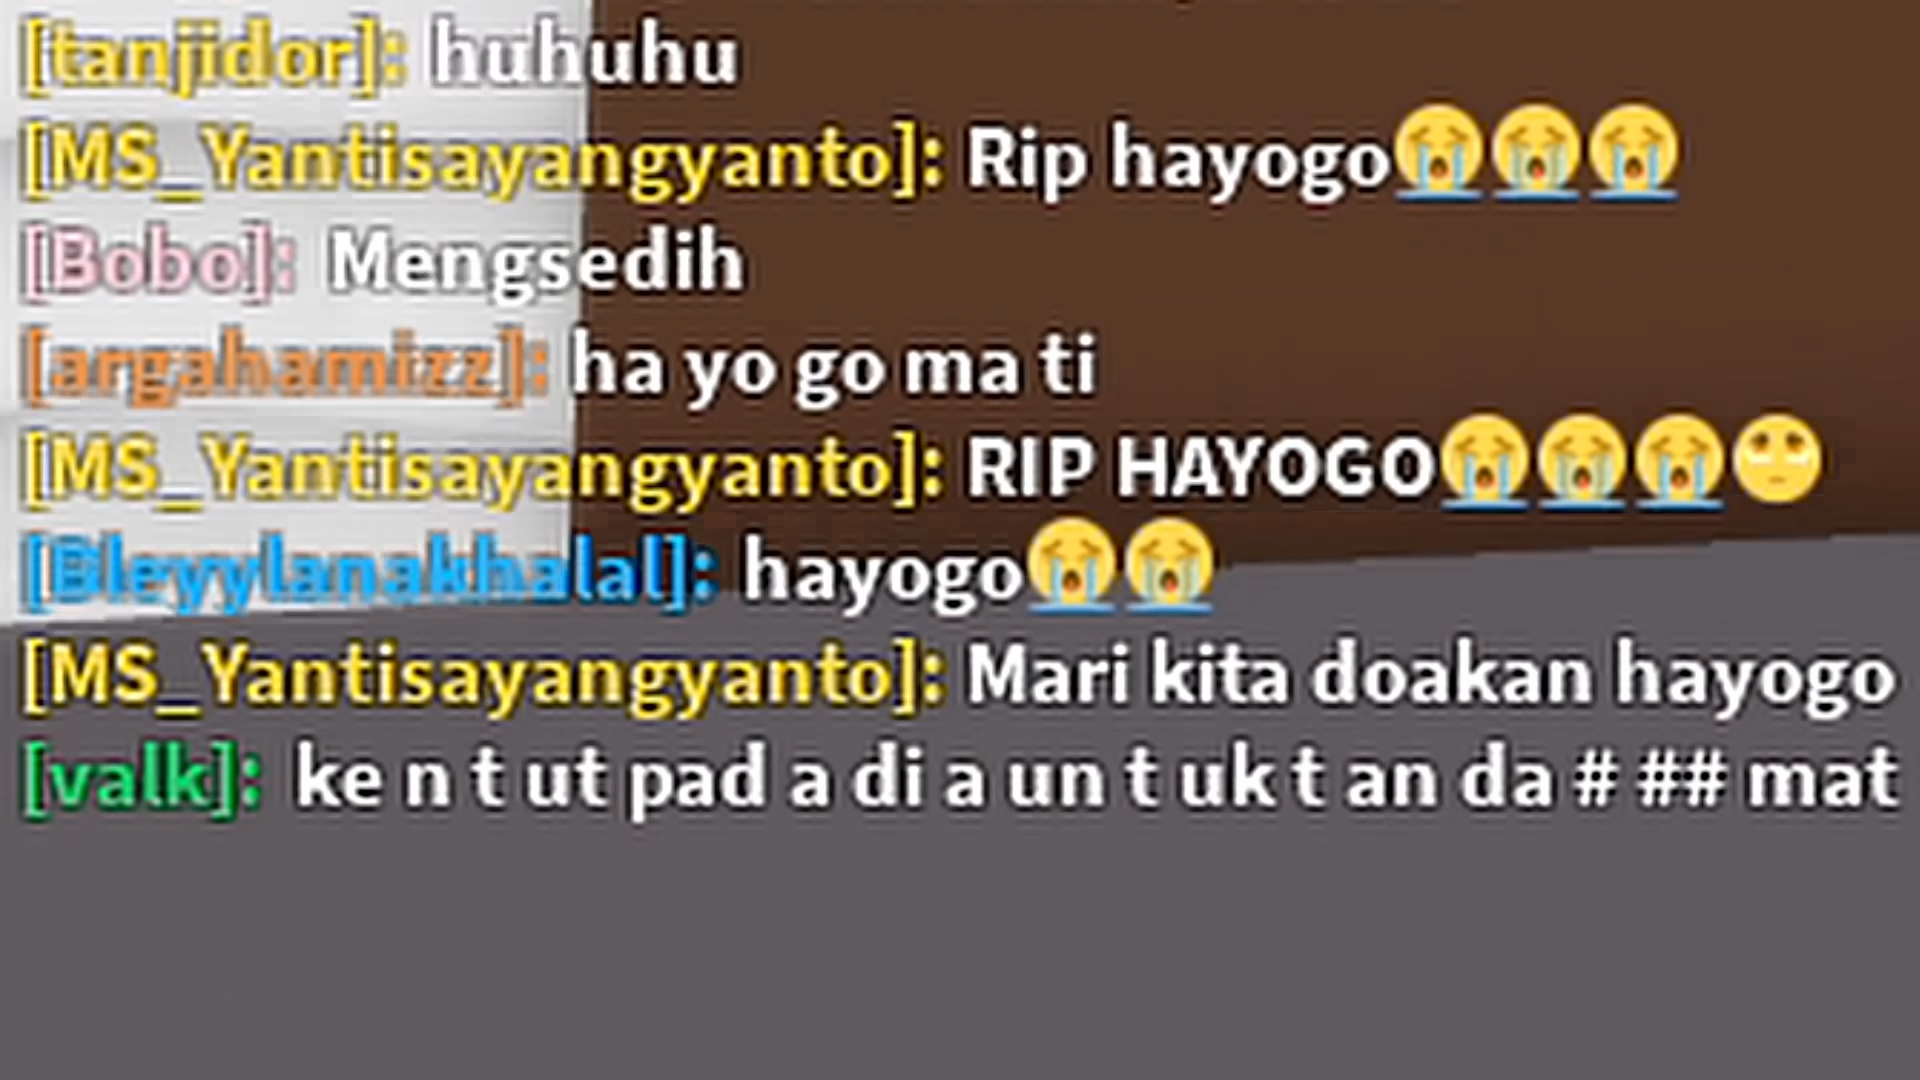 [tanjidor]: huhuhu
[MS_Yantisayangyanto]: Rip hayogo😭😭😭
[Bobo]: Mengsedih
[argahamizz]: ha yo go ma ti
[MS_Yantisayangyanto]: RIP HAYOGO😭😭😭🙄
[Bleyylanakhalal]: hayogo😭😭
[MS_Yantisayangyanto]: Mari kita doakan hayogo
[valk]: ke n t ut pad a di a un t uk t an da # ## mat